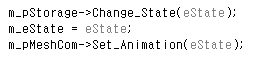 m_pStorage->Change_State(eState);
m_eState = eState;
m_pMeshCom->Set_Animation(eState);